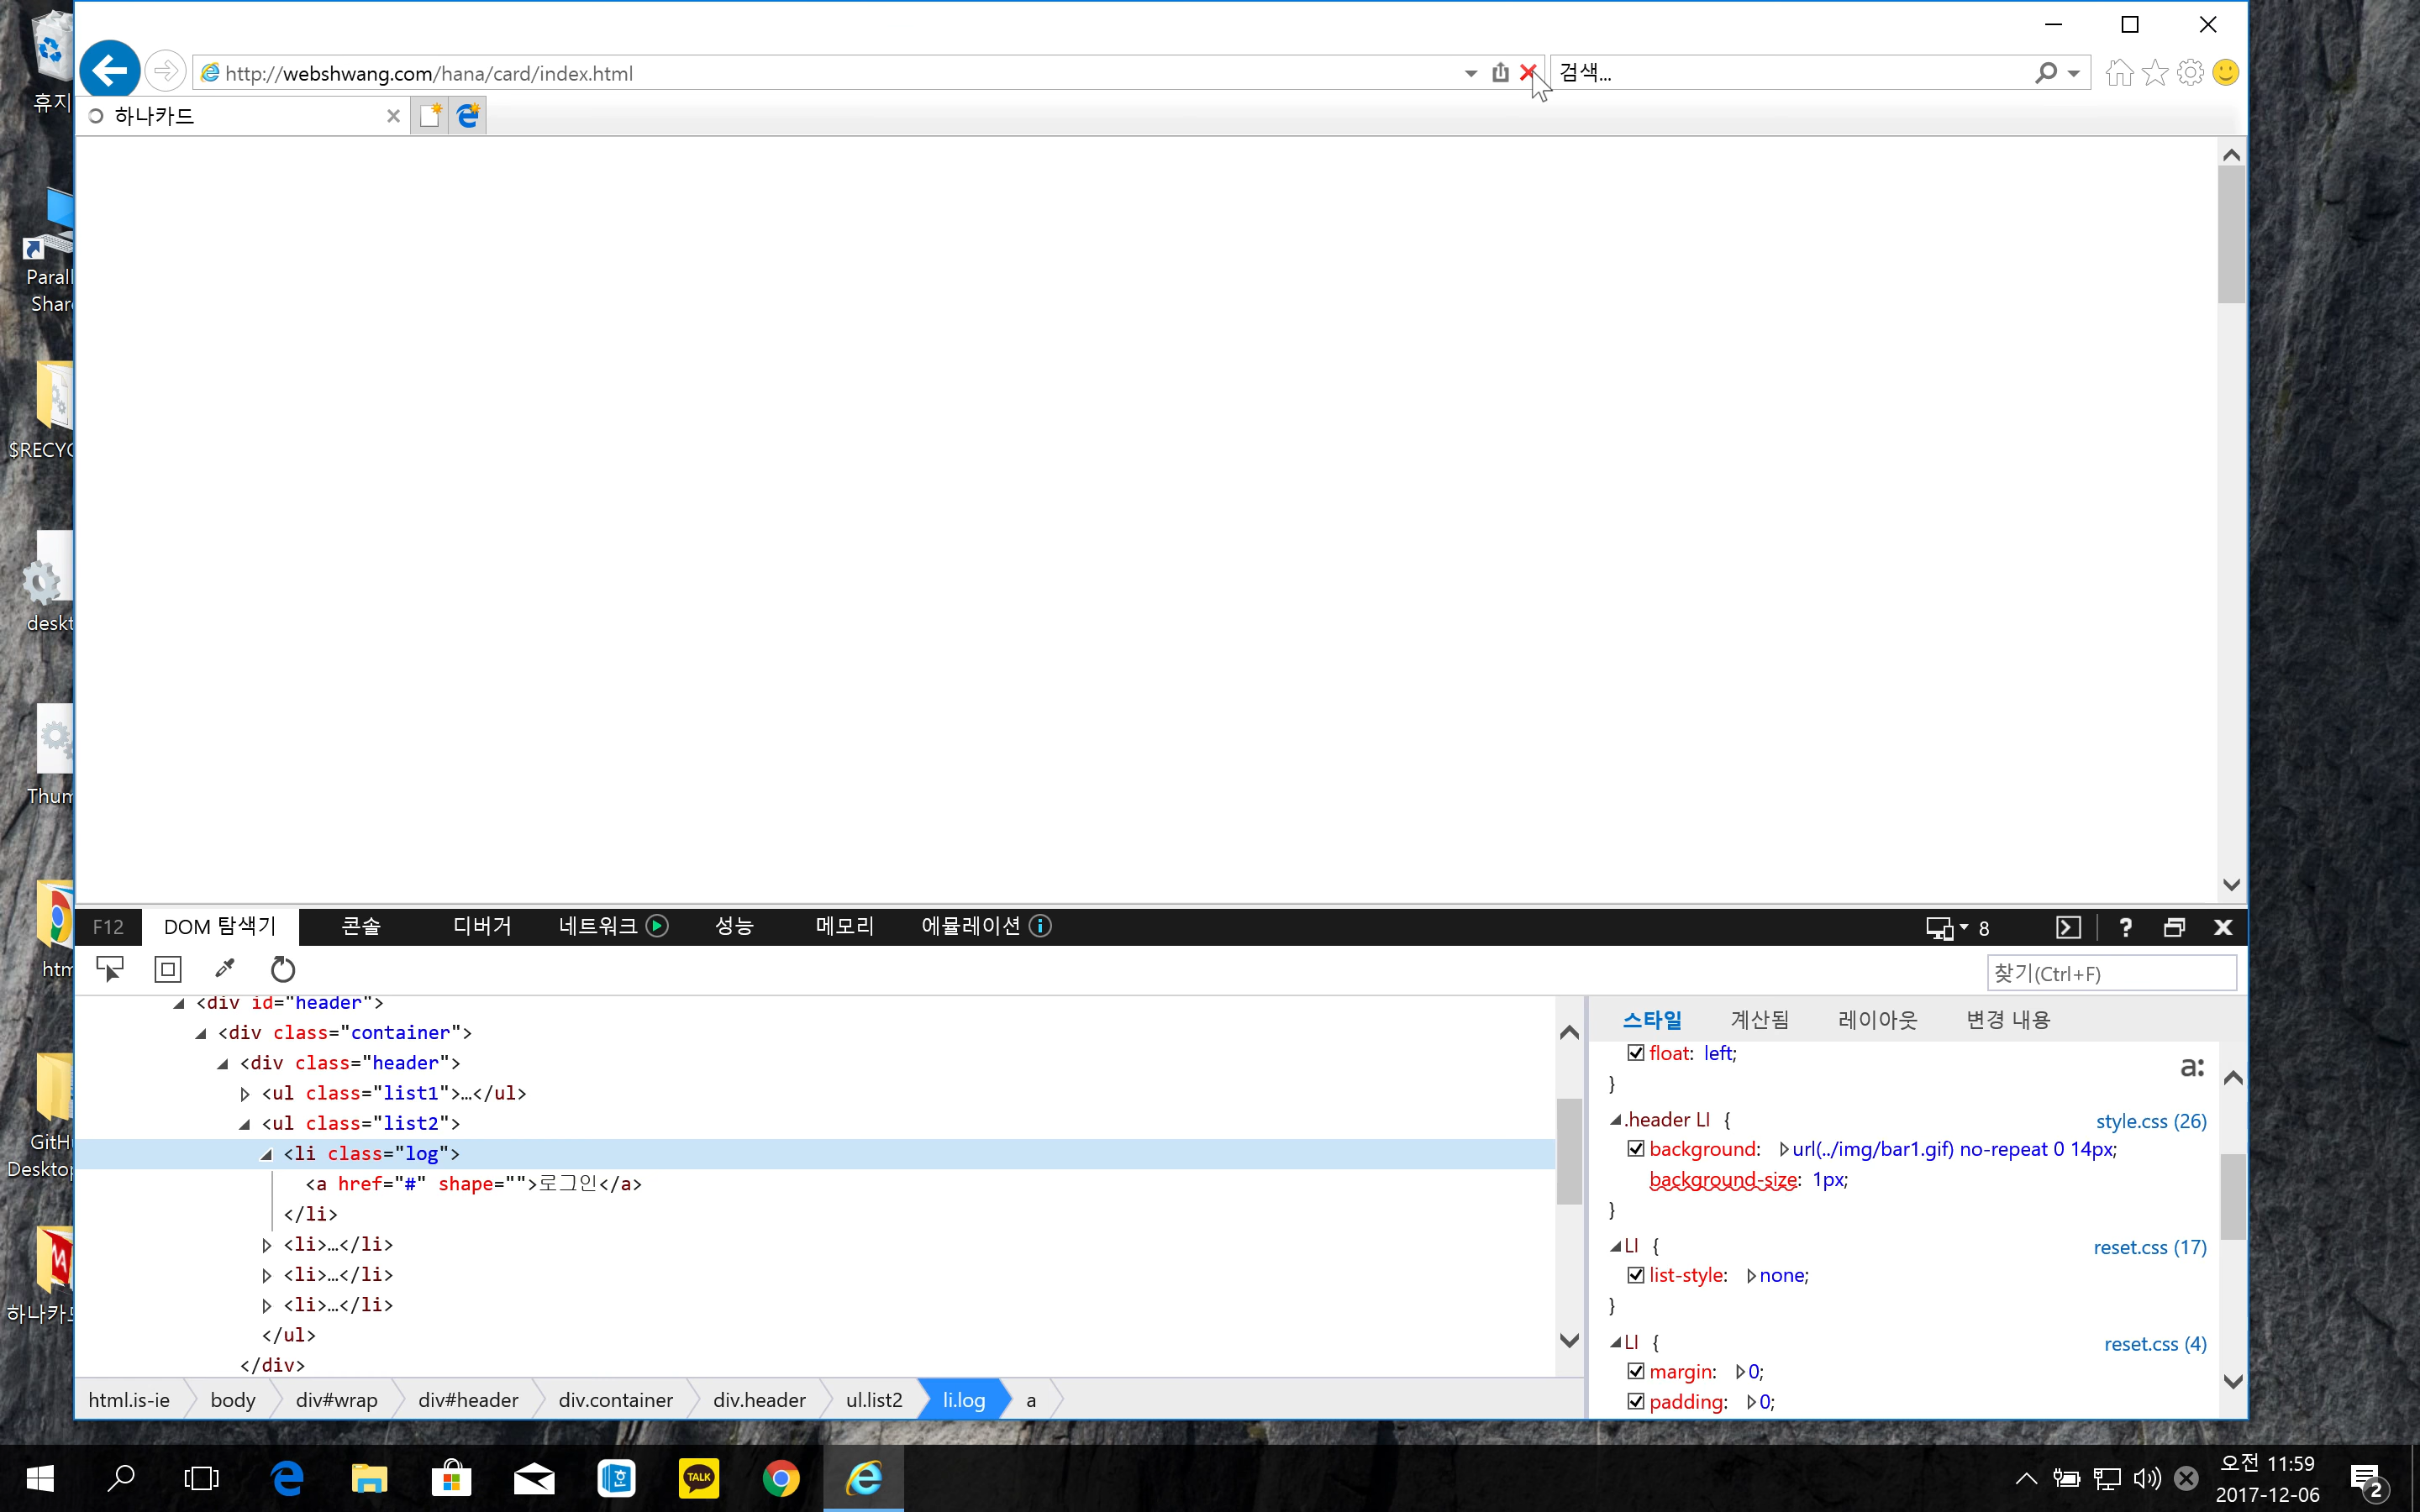 http://webshwang.com/hana/card/index.html
검색...
하나카드
휴지
Parall
Shar
$RECYC
deskt
Thum
htm
GitH
Desktop
하나카드
F12
DOM 탐색기
콘솔
디버거
네트워크
성능
메모리
에뮬레이션
8
?
찾기(Ctrl+F)
<div id="header">
<div class="container">
<div class="header">
<ul class="list1">…</ul>
<ul class="list2">
<li class="log">
<a href="#" shape="">로그인</a>
</li>
<li>…</li>
<li>…</li>
<li>…</li>
</ul>
</div>
html.is-ie
body
div#wrap
div#header
div.container
div.header
ul.list2
li.log
a
스타일
계산됨
레이아웃
변경 내용
a:
float: left;
}
.header LI {
style.css (26)
background: url(../img/bar1.gif) no-repeat 0 14px;
background-size: 1px;
}
LI {
reset.css (17)
list-style: none;
}
LI {
reset.css (4)
margin: 0;
padding: 0;
TALK
오전 11:59
2017-12-06
2